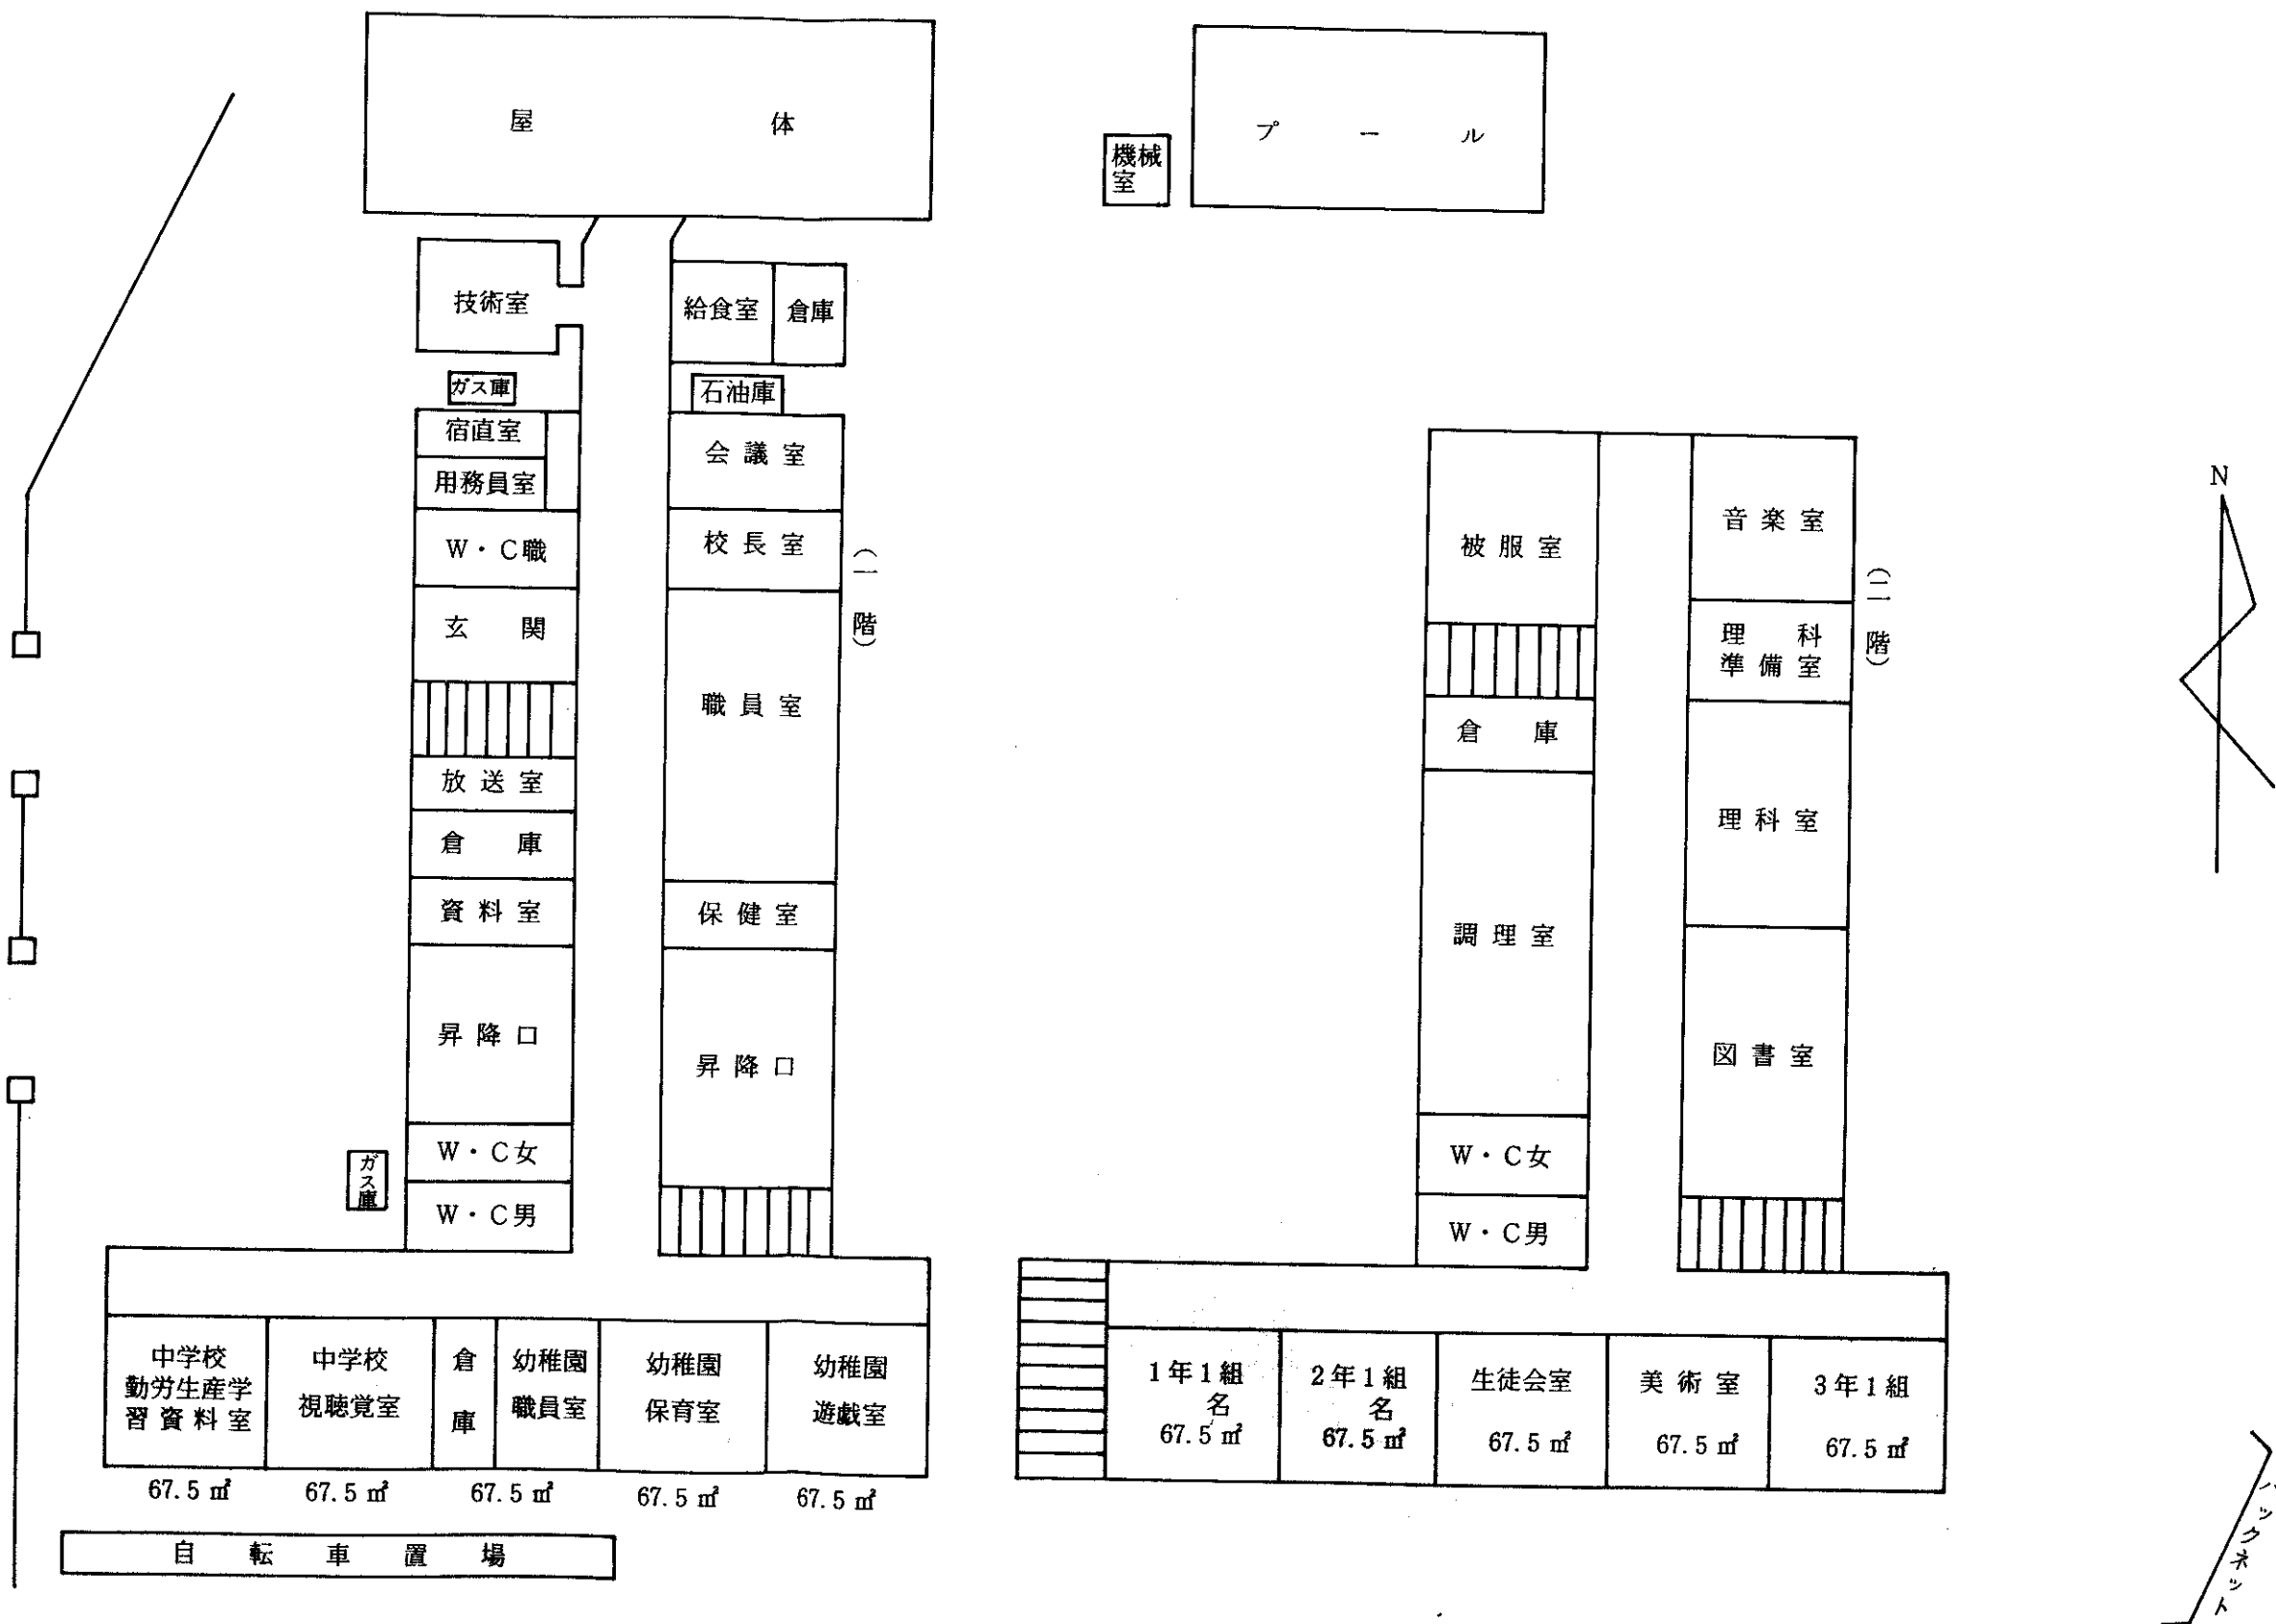 屋体
プール
機械
室
技術室
給食室
倉庫
ガス庫
石油庫
宿直室
用務員室
W・C職
玄関
放送室
倉庫
資料室
昇降口
W・C女
W・C男
ガス庫
会議室
校長室
職員室
保健室
昇降口
(一階)
中学校
勤労生産学
習資料室
67.5㎡
中学校
視聴覚室
67.5㎡
倉庫
幼稚園
職員室
67.5㎡
幼稚園
保育室
67.5㎡
幼稚園
遊戯室
67.5㎡
自転車置場
被服室
倉庫
調理室
W・C女
W・C男
音楽室
理科
準備室
理科室
図書室
(二階)
1年1組
名
67.5㎡
2年1組
名
67.5㎡
生徒会室
67.5㎡
美術室
67.5㎡
3年1組
67.5㎡
N
バックネット